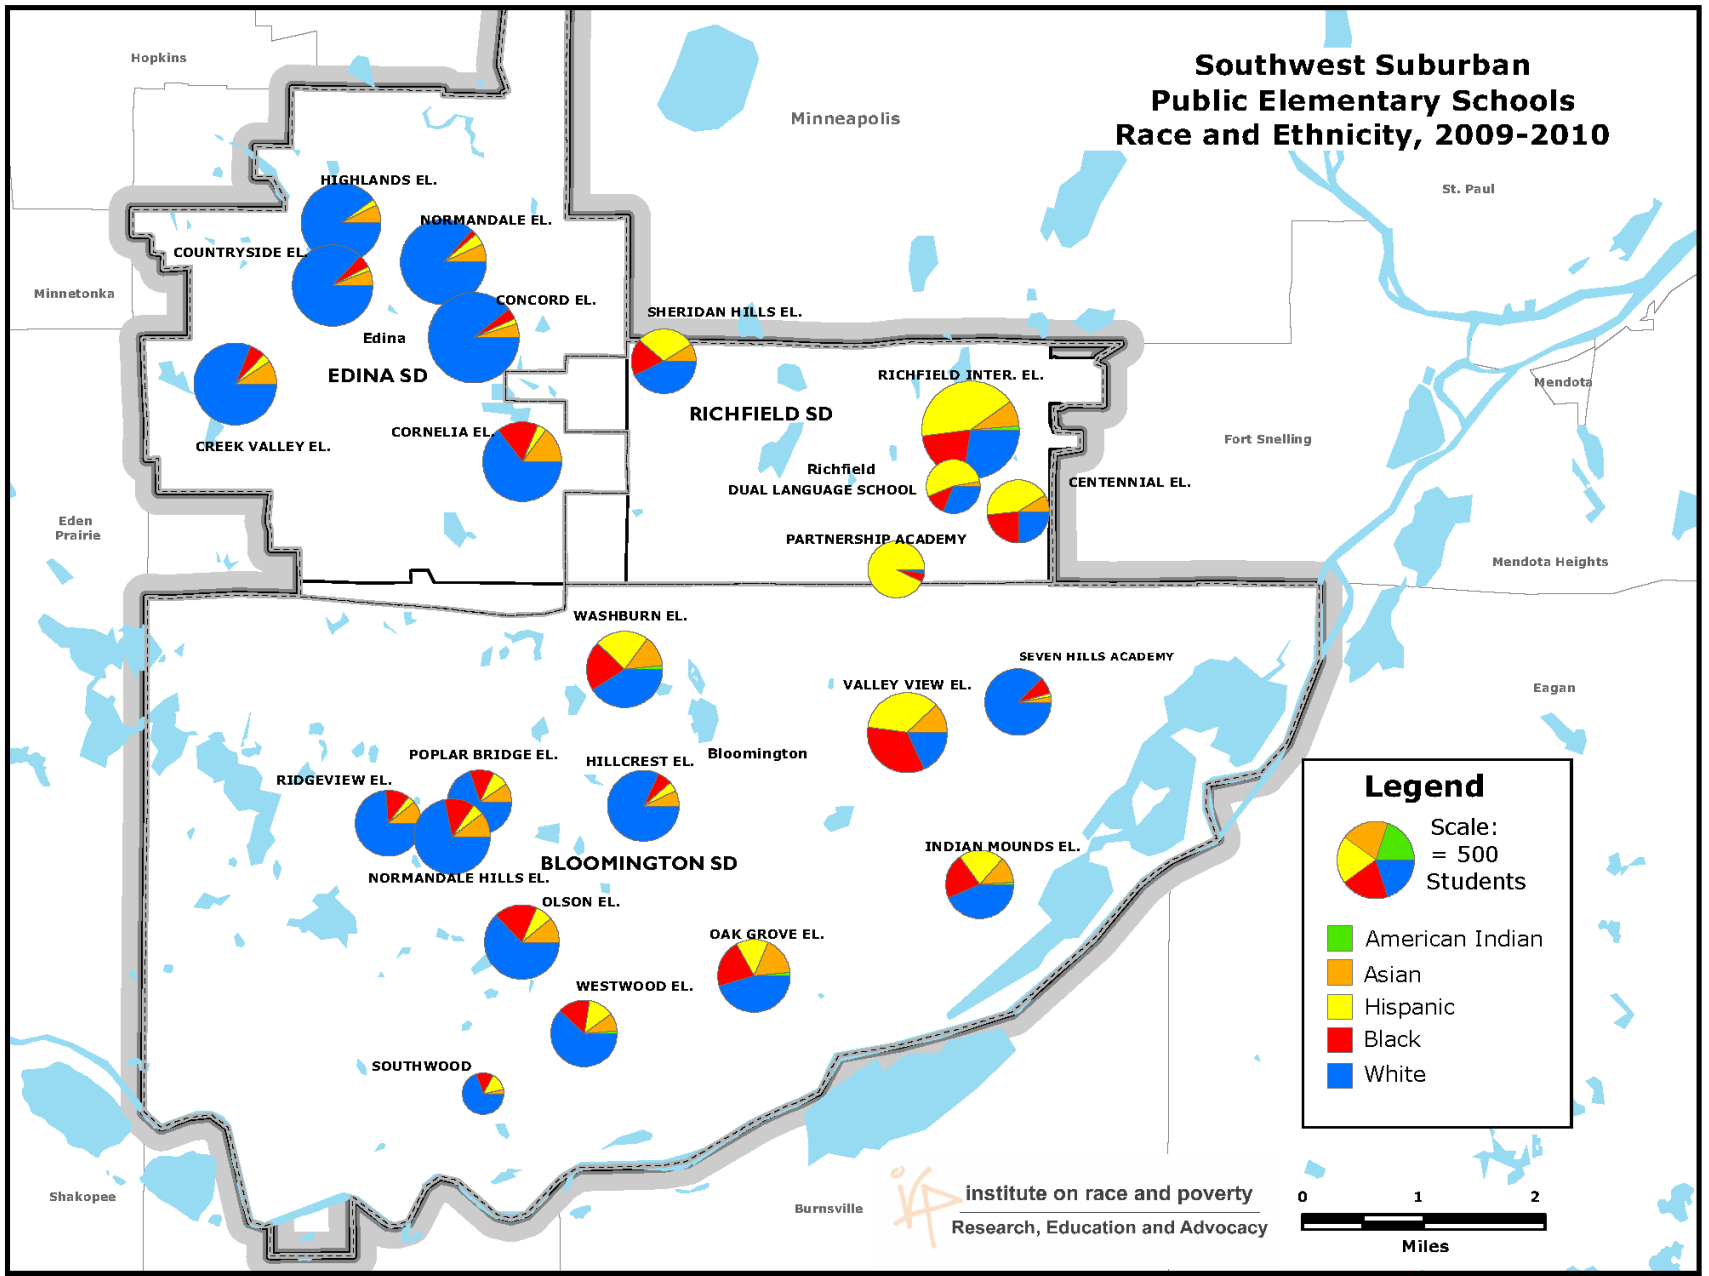 Southwest Suburban
Public Elementary Schools
Race and Ethnicity, 2009-2010
Hopkins
Minneapolis
St. Paul
HIGHLANDS EL.
NORMANDALE EL.
COUNTRYSIDE EL.
Minnetonka
CONCORD EL.
SHERIDAN HILLS EL.
Edina
EDINA SD
RICHFIELD INTER. EL.
Mendota
RICHFIELD SD
CORNELIA EL.
CREEK VALLEY EL.
Fort Snelling
Richfield
DUAL LANGUAGE SCHOOL
CENTENNIAL EL.
Eden
Prairie
PARTNERSHIP ACADEMY
Mendota Heights
WASHBURN EL.
SEVEN HILLS ACADEMY
VALLEY VIEW EL.
Eagan
POPLAR BRIDGE EL.
HILLCREST EL.
Bloomington
RIDGEVIEW EL.
BLOOMINGTON SD
INDIAN MOUNDS EL.
NORMANDALE HILLS EL.
OLSON EL.
OAK GROVE EL.
WESTWOOD EL.
SOUTHWOOD
Legend
Scale:
= 500
Students
American Indian
Asian
Hispanic
Black
White
Shakopee
Burnsville
irp
institute on race and poverty
Research, Education and Advocacy
0 1 2
Miles